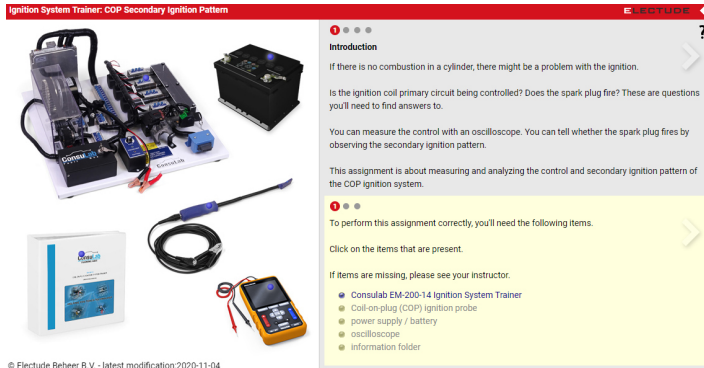 Ignition System Trainer: COP Secondary Ignition Pattern
ELECTUDE
?
1
Introduction
If there is no combustion in a cylinder, there might be a problem with the ignition.
Is the ignition coil primary circuit being controlled? Does the spark plug fire? These are questions
you'll need to find answers to.
You can measure the control with an oscilloscope. You can tell whether the spark plug fires by
observing the secondary ignition pattern.
This assignment is about measuring and analyzing the control and secondary ignition pattern of
the COP ignition system.
1
To perform this assignment correctly, you'll need the following items.
Click on the items that are present.
If items are missing, please see your instructor.
Consulab EM-200-14 Ignition System Trainer
Coil-on-plug (COP) ignition probe
power supply / battery
oscilloscope
information folder
ConsuLab
ConsuLab
ConsuLab
© Electude Beheer B.V. - latest modification:2020-11-04